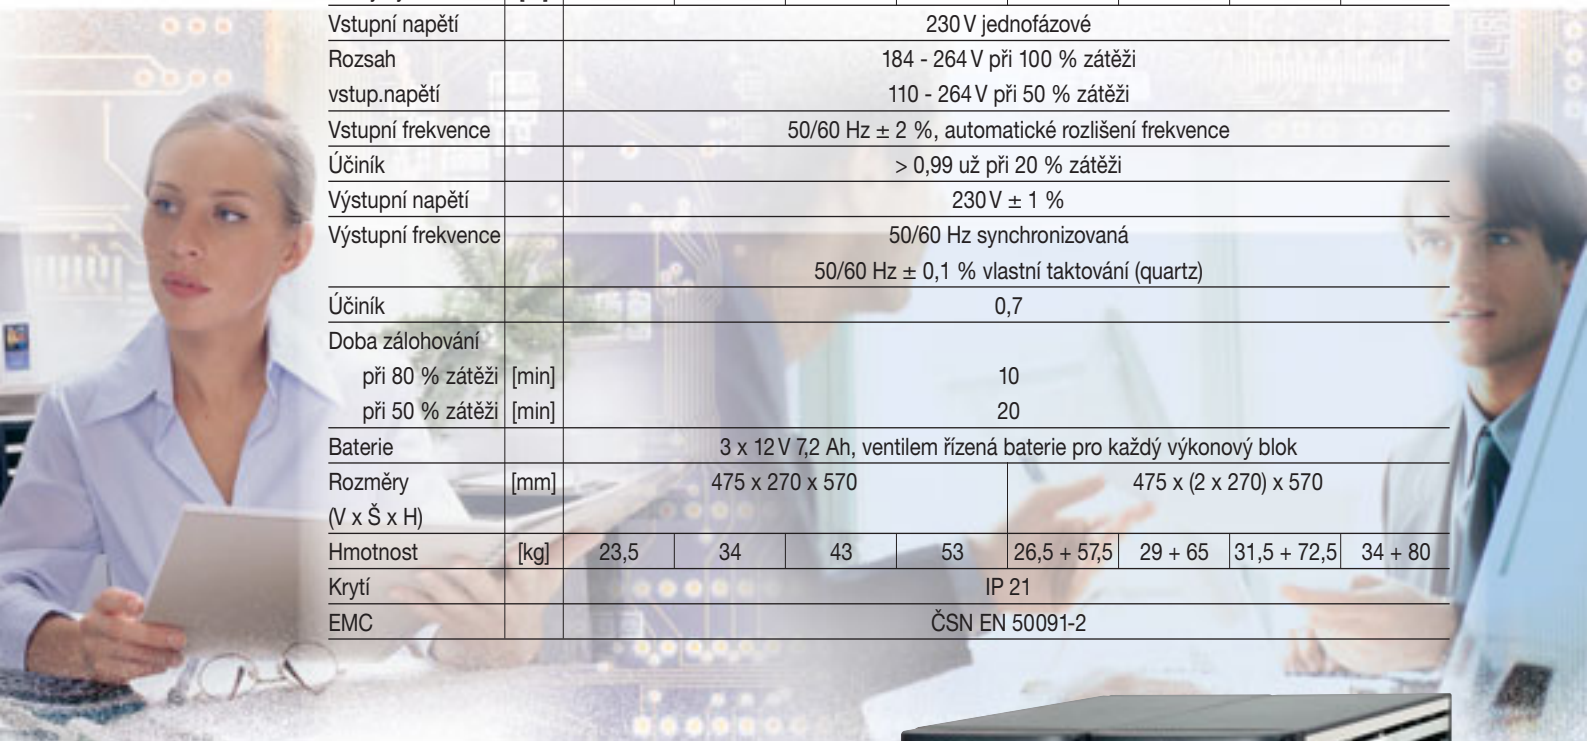 Vstupní napětí 230 V jednofázové
Rozsah 184 - 264 V při 100 % zátěži
vstup.napětí 110 - 264 V při 50 % zátěži
Vstupní frekvence 50/60 Hz ± 2 %, automatické rozlišení frekvence
Účiník > 0,99 už při 20 % zátěži
Výstupní napětí 230 V ± 1 %
Výstupní frekvence 50/60 Hz synchronizovaná
50/60 Hz ± 0,1 % vlastní taktování (quartz)
Účiník 0,7
Doba zálohování
při 80 % zátěži [min] 10
při 50 % zátěži [min] 20
Baterie 3 x 12 V 7,2 Ah, ventilem řízená baterie pro každý výkonový blok
Rozměry [mm] 475 x 270 x 570 475 x (2 x 270) x 570
(V x Š x H)
Hmotnost [kg] 23,5 34 43 53 26,5 + 57,5 29 + 65 31,5 + 72,5 34 + 80
Krytí IP 21
EMC ČSN EN 50091-2